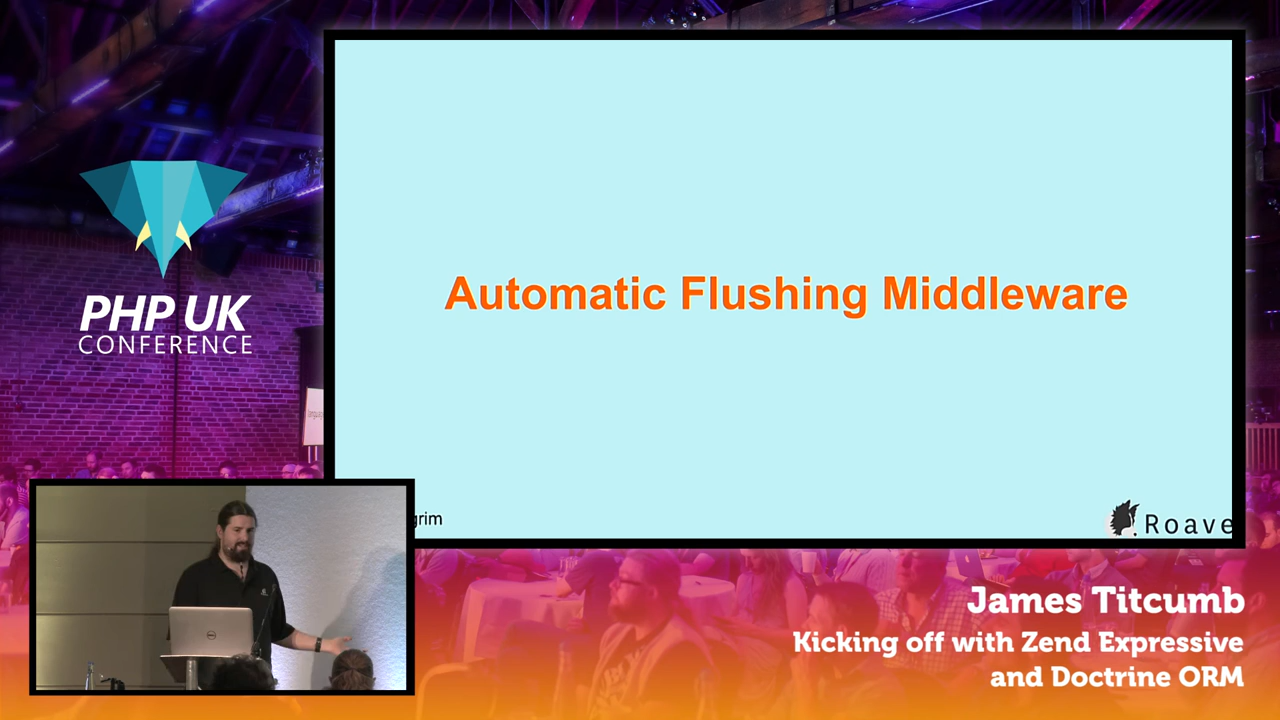 Automatic Flushing Middleware
grim
Roave
PHP UK
CONFERENCE
James Titcumb
Kicking off with Zend Expressive
and Doctrine ORM